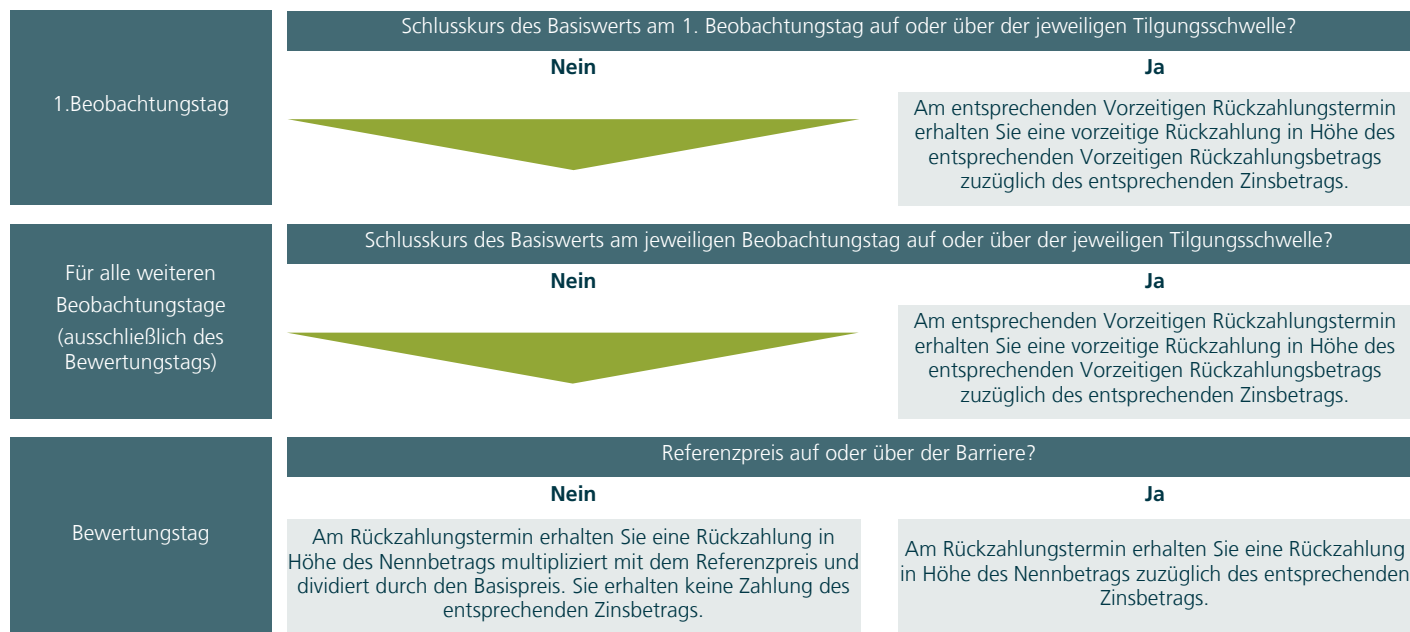 1.Beobachtungstag
Schlusskurs des Basiswerts am 1. Beobachtungstag auf oder über der jeweiligen Tilgungsschwelle?
Nein
Ja
Am entsprechenden Vorzeitigen Rückzahlungstermin
erhalten Sie eine vorzeitige Rückzahlung in Höhe des
entsprechenden Vorzeitigen Rückzahlungsbetrags
zuzüglich des entsprechenden Zinsbetrags.
Für alle weiteren
Beobachtungstage
(ausschließlich des
Bewertungstags)
Schlusskurs des Basiswerts am jeweiligen Beobachtungstag auf oder über der jeweiligen Tilgungsschwelle?
Nein
Ja
Am entsprechenden Vorzeitigen Rückzahlungstermin
erhalten Sie eine vorzeitige Rückzahlung in Höhe des
entsprechenden Vorzeitigen Rückzahlungsbetrags
zuzüglich des entsprechenden Zinsbetrags.
Bewertungstag
Referenzpreis auf oder über der Barriere?
Nein
Am Rückzahlungstermin erhalten Sie eine Rückzahlung in
Höhe des Nennbetrags multipliziert mit dem Referenzpreis und
dividiert durch den Basispreis. Sie erhalten keine Zahlung des
entsprechenden Zinsbetrags.
Ja
Am Rückzahlungstermin erhalten Sie eine Rückzahlung
in Höhe des Nennbetrags zuzüglich des entsprechenden
Zinsbetrags.